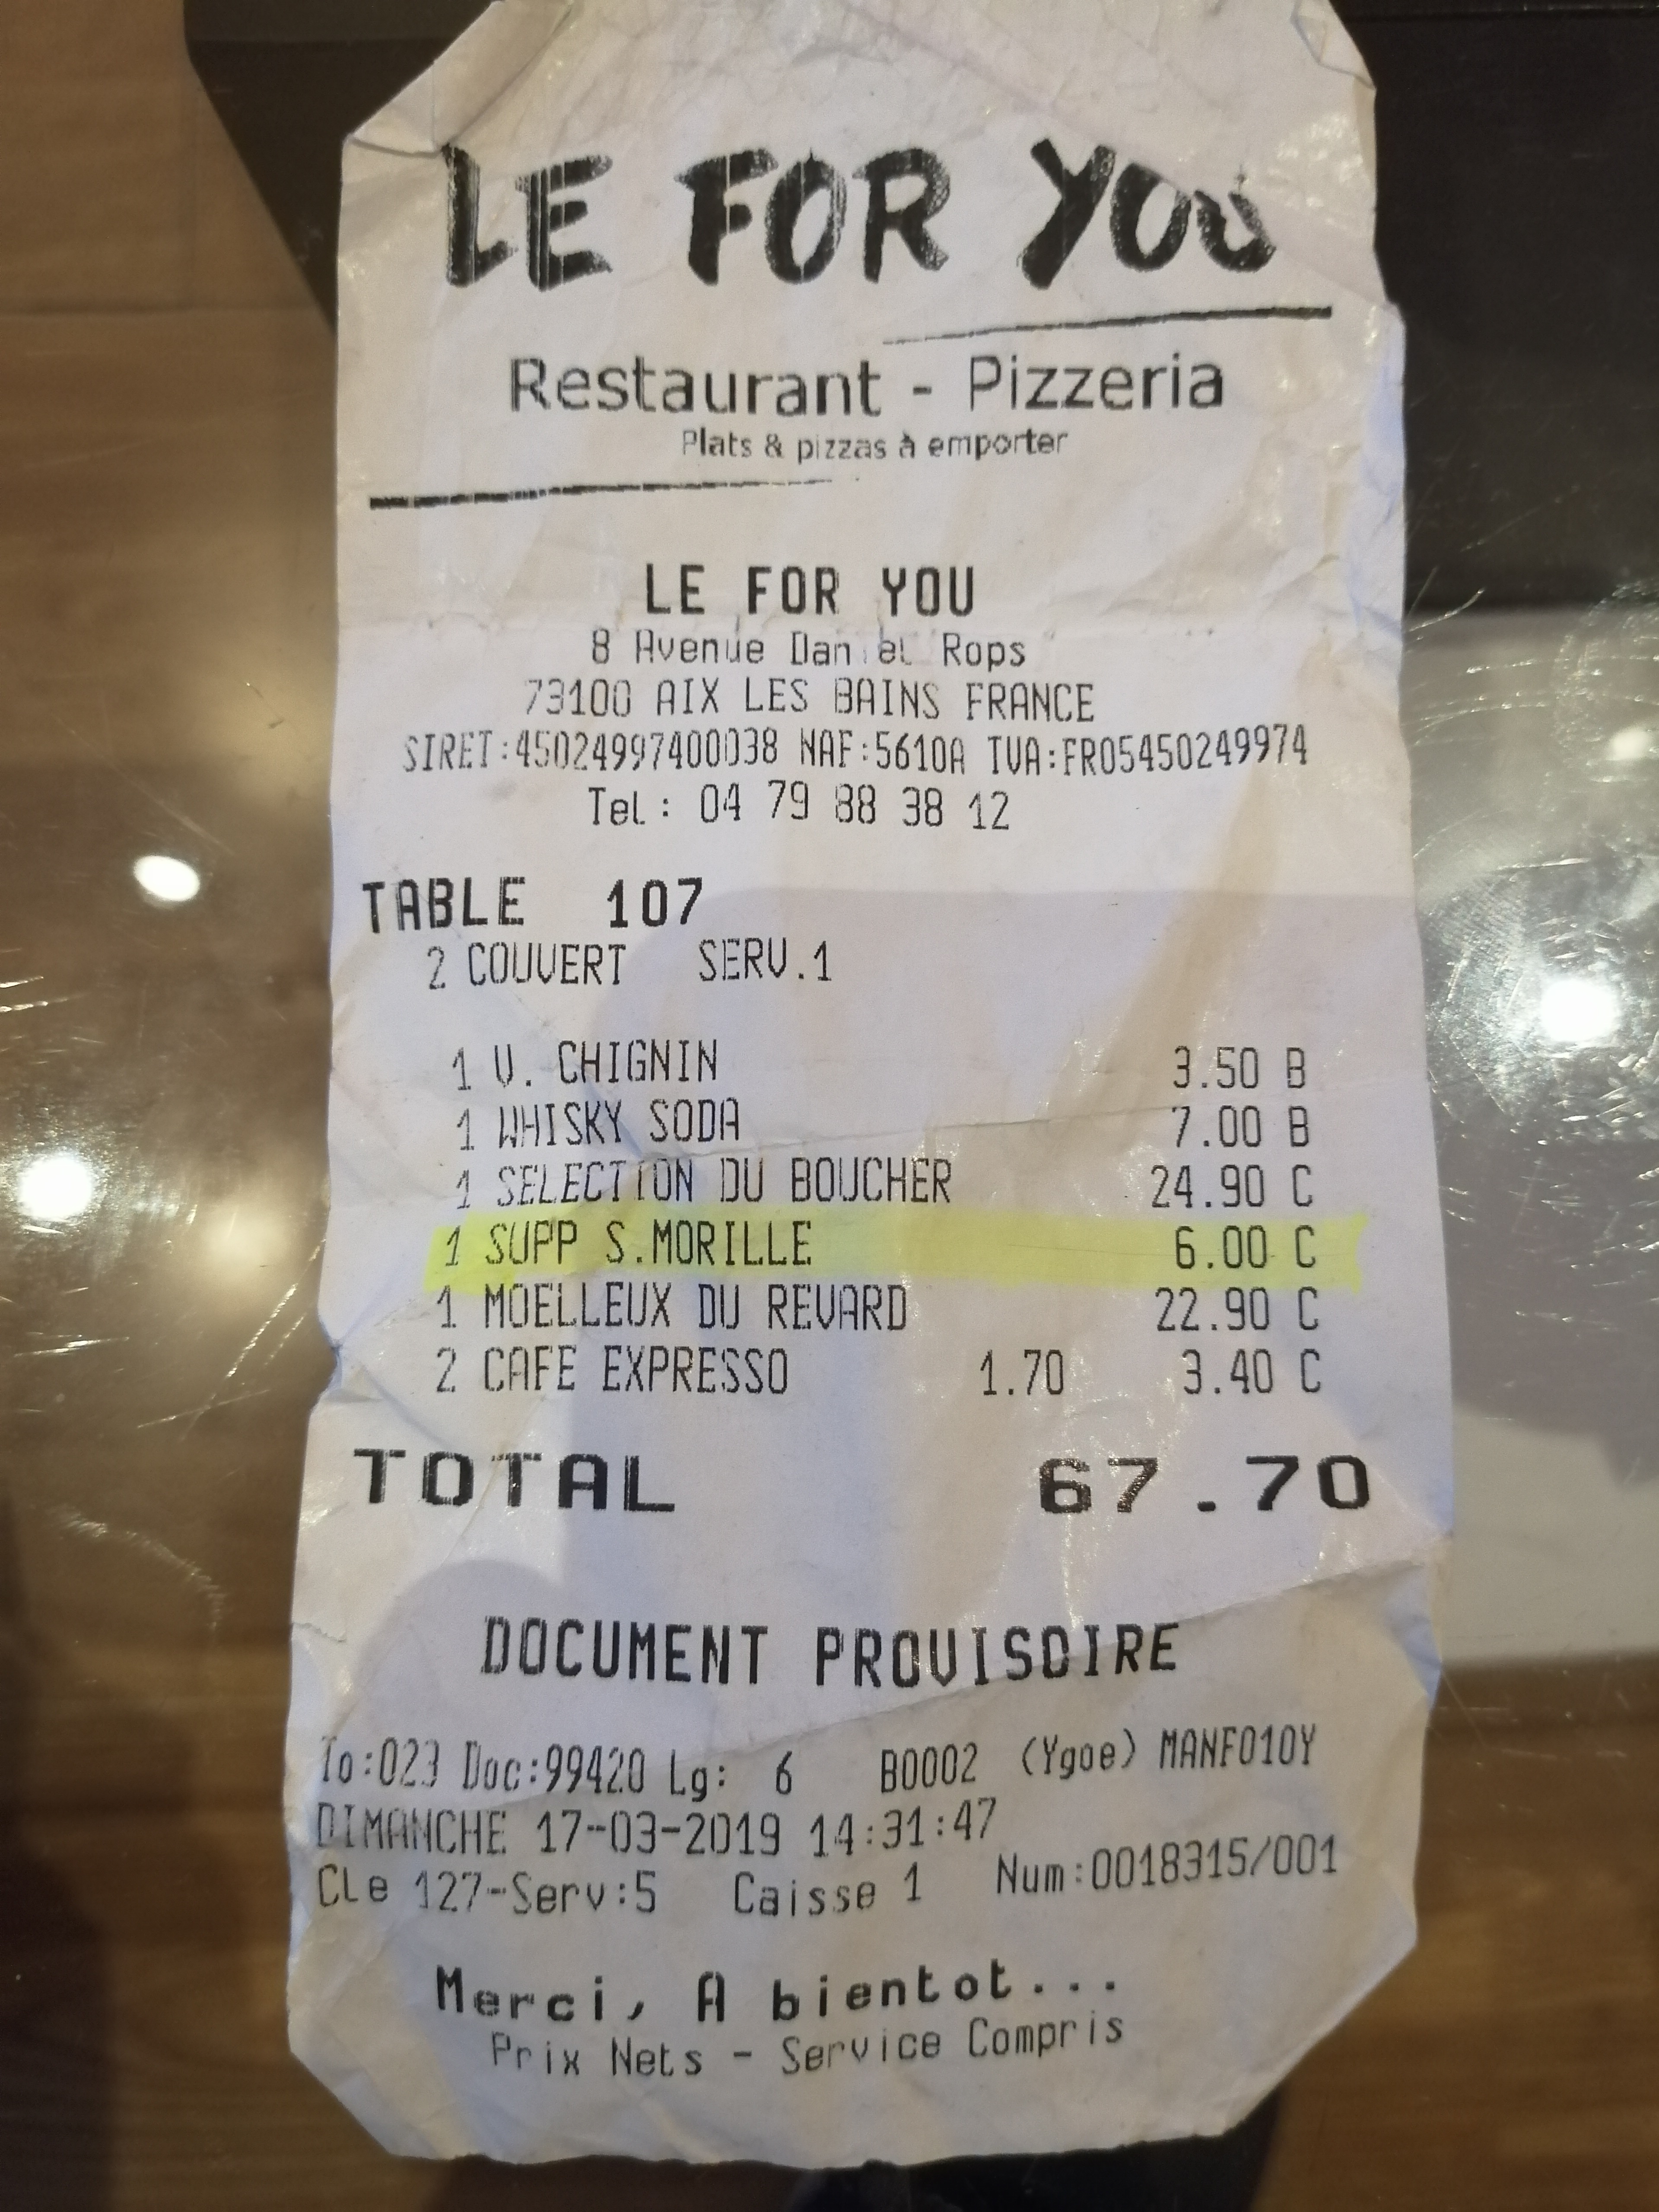 LE FOR YOU
Restaurant - Pizzeria
Plats & pizzas à emporter
LE FOR YOU
8 Avenue Daniel Rops
73100 AIX LES BAINS FRANCE
SIRET:45024997400038 NAF:5610A TVA:FR05450249974
Tel: 04 79 88 38 12
TABLE 107
2 COUVERT SERV.1
1 V. CHIGNIN 3.50 B
1 WHISKY SODA 7.00 B
1 SELECTION DU BOUCHER 24.90 C
1 SUPP S.MORILLE 6.00 C
1 MOELLEUX DU REVARD 22.90 C
2 CAFE EXPRESSO 1.70 3.40 C
TOTAL 67.70
DOCUMENT PROVISOIRE
To:023 Doc:99420 Lg: 6 B0002 (Ygoe) MANFO10Y
DIMANCHE 17-03-2019 14:31:47
Cle 127-Serv:5 Caisse 1 Num:0018315/001
Merci, A bientot...
Prix Nets - Service Compris